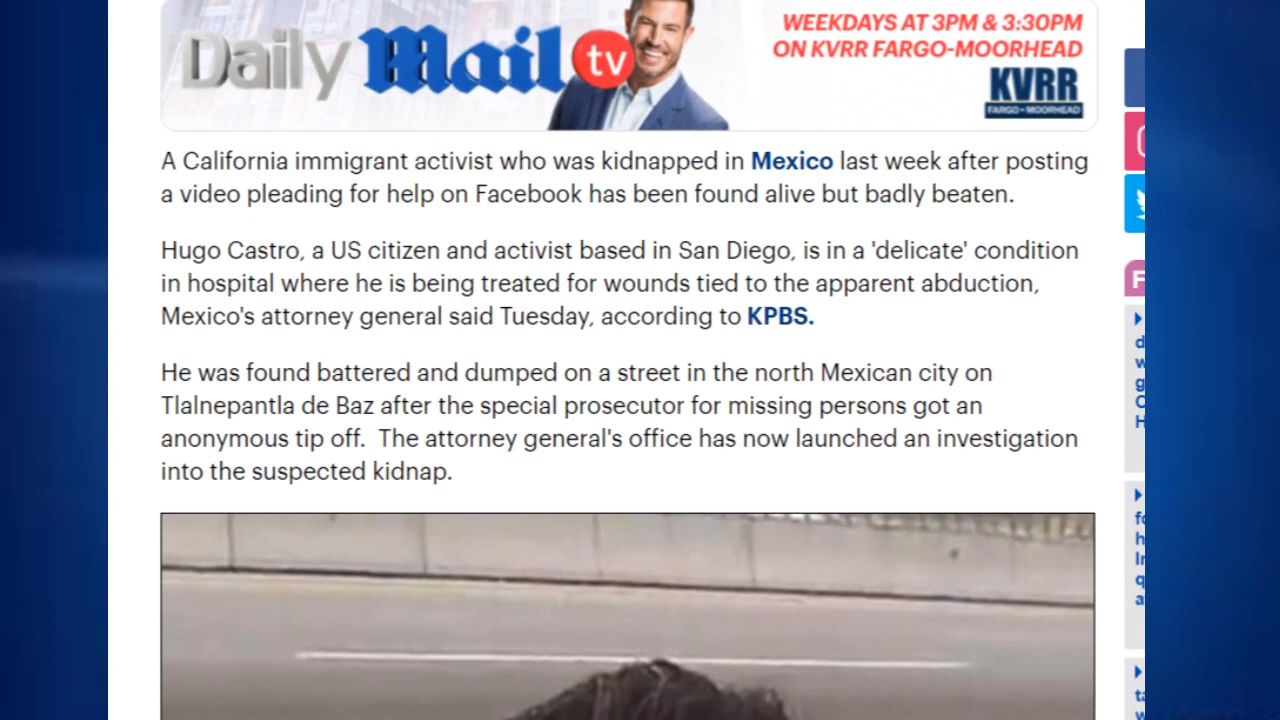 Daily Mail tv
WEEKDAYS AT 3PM & 3:30PM
ON KVRR FARGO-MOORHEAD
KVRR
FARGO-MOORHEAD
A California immigrant activist who was kidnapped in Mexico last week after posting
a video pleading for help on Facebook has been found alive but badly beaten.
Hugo Castro, a US citizen and activist based in San Diego, is in a 'delicate' condition
in hospital where he is being treated for wounds tied to the apparent abduction,
Mexico's attorney general said Tuesday, according to KPBS.
He was found battered and dumped on a street in the north Mexican city on
Tlalnepantla de Baz after the special prosecutor for missing persons got an
anonymous tip off.  The attorney general's office has now launched an investigation
into the suspected kidnap.